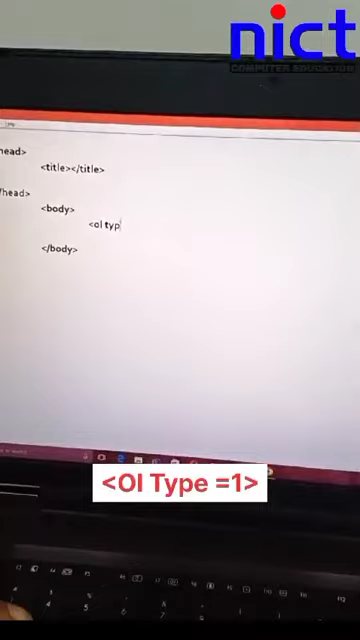 nict
COMPUTER EDUCATION
head>
<title></title>
/head>
<body>
<ol typ
</body>
<Ol Type =1>